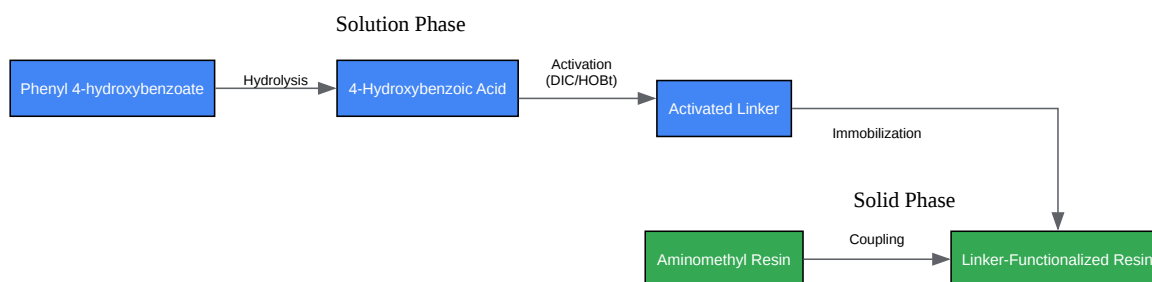 Solution Phase
Phenyl 4-hydroxybenzoate
Hydrolysis
4-Hydroxybenzoic Acid
Activation
(DIC/HOBt)
Activated Linker
Immobilization
Solid Phase
Aminomethyl Resin
Coupling
Linker-Functionalized Resin